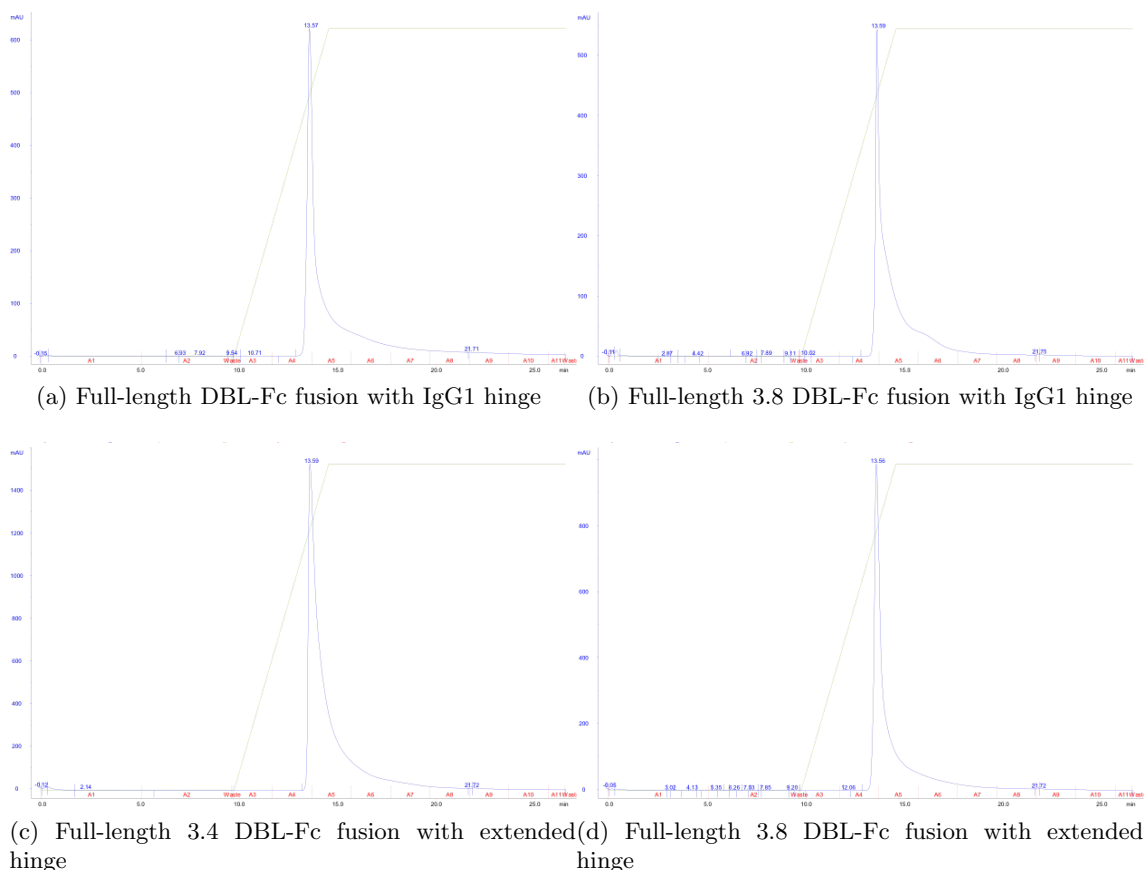 mAU
13.57
600
500
400
300
200
100
0
-0.15
6.93 7.92 9.54 10.71 21.71
A1 A2 Waste A3 A4 A5 A6 A7 A8 A9 A10 A11 Wash
0.0 5.0 10.0 15.0 20.0 25.0 min
(a) Full-length DBL-Fc fusion with IgG1 hinge
mAU
13.59
500
400
300
200
100
0
-0.11
2.87 4.42 6.92 7.89 9.11 10.02 21.75
A1 A2 Waste A3 A4 A5 A6 A7 A8 A9 A10
0.0 5.0 10.0 15.0 20.0 25.0 min
(b) Full-length 3.8 DBL-Fc fusion with IgG1 hinge
mAU
13.59
1400
1200
1000
800
600
400
200
0
-0.12 2.14 21.72
A1 A2 Waste A3 A4 A5 A6 A7 A8 A9 A10
0.0 5.0 10.0 15.0 20.0 25.0 min
(c) Full-length 3.4 DBL-Fc fusion with extended
hinge
mAU
13.56
800
600
400
200
0
-0.05 3.02 4.13 5.35 6.26 7.83 9.20 12.06 21.72
A1 A2 Waste A3 A4 A5 A6 A7 A8 A9 A10
0.0 5.0 10.0 15.0 20.0 25.0 min
(d) Full-length 3.8 DBL-Fc fusion with extended
hinge